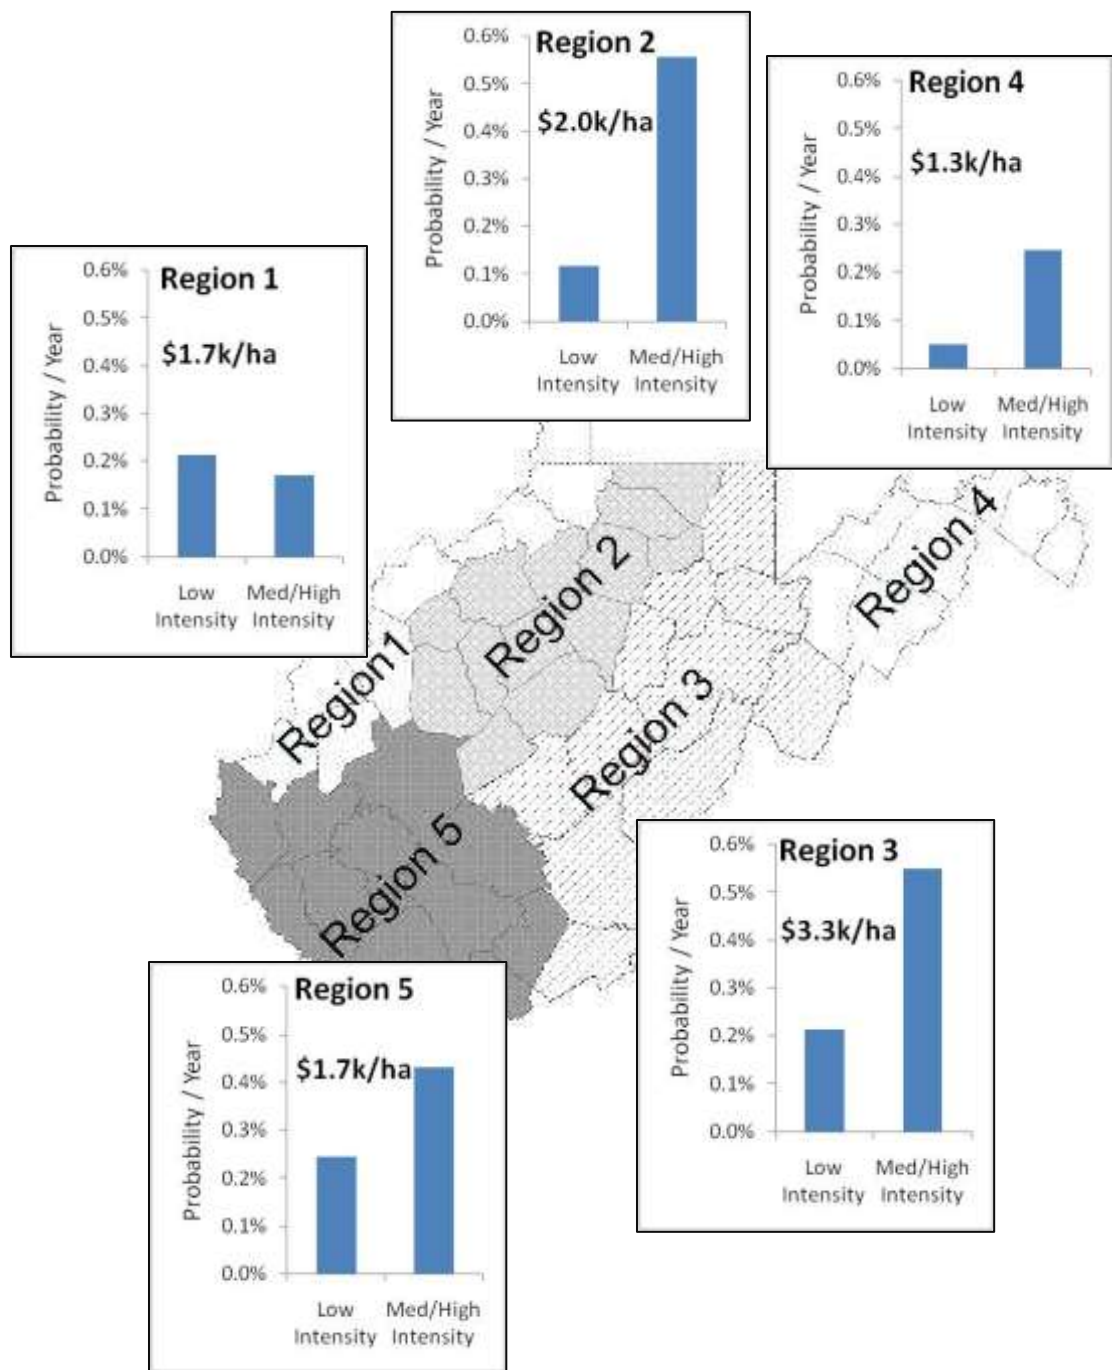 Region 2
$2.0k/ha
Probability / Year
0.6%
0.5%
0.4%
0.3%
0.2%
0.1%
0.0%
Low
Intensity
Med/High
Intensity
Region 4
$1.3k/ha
Probability / Year
0.6%
0.5%
0.4%
0.3%
0.2%
0.1%
0.0%
Low
Intensity
Med/High
Intensity
Region 1
$1.7k/ha
Probability / Year
0.6%
0.5%
0.4%
0.3%
0.2%
0.1%
0.0%
Low
Intensity
Med/High
Intensity
Region1
Region 2
Region 3
Region 4
Region 5
Region 3
$3.3k/ha
Probability / Year
0.6%
0.5%
0.4%
0.3%
0.2%
0.1%
0.0%
Low
Intensity
Med/High
Intensity
Region 5
$1.7k/ha
Probability / Year
0.6%
0.5%
0.4%
0.3%
0.2%
0.1%
0.0%
Low
Intensity
Med/High
Intensity